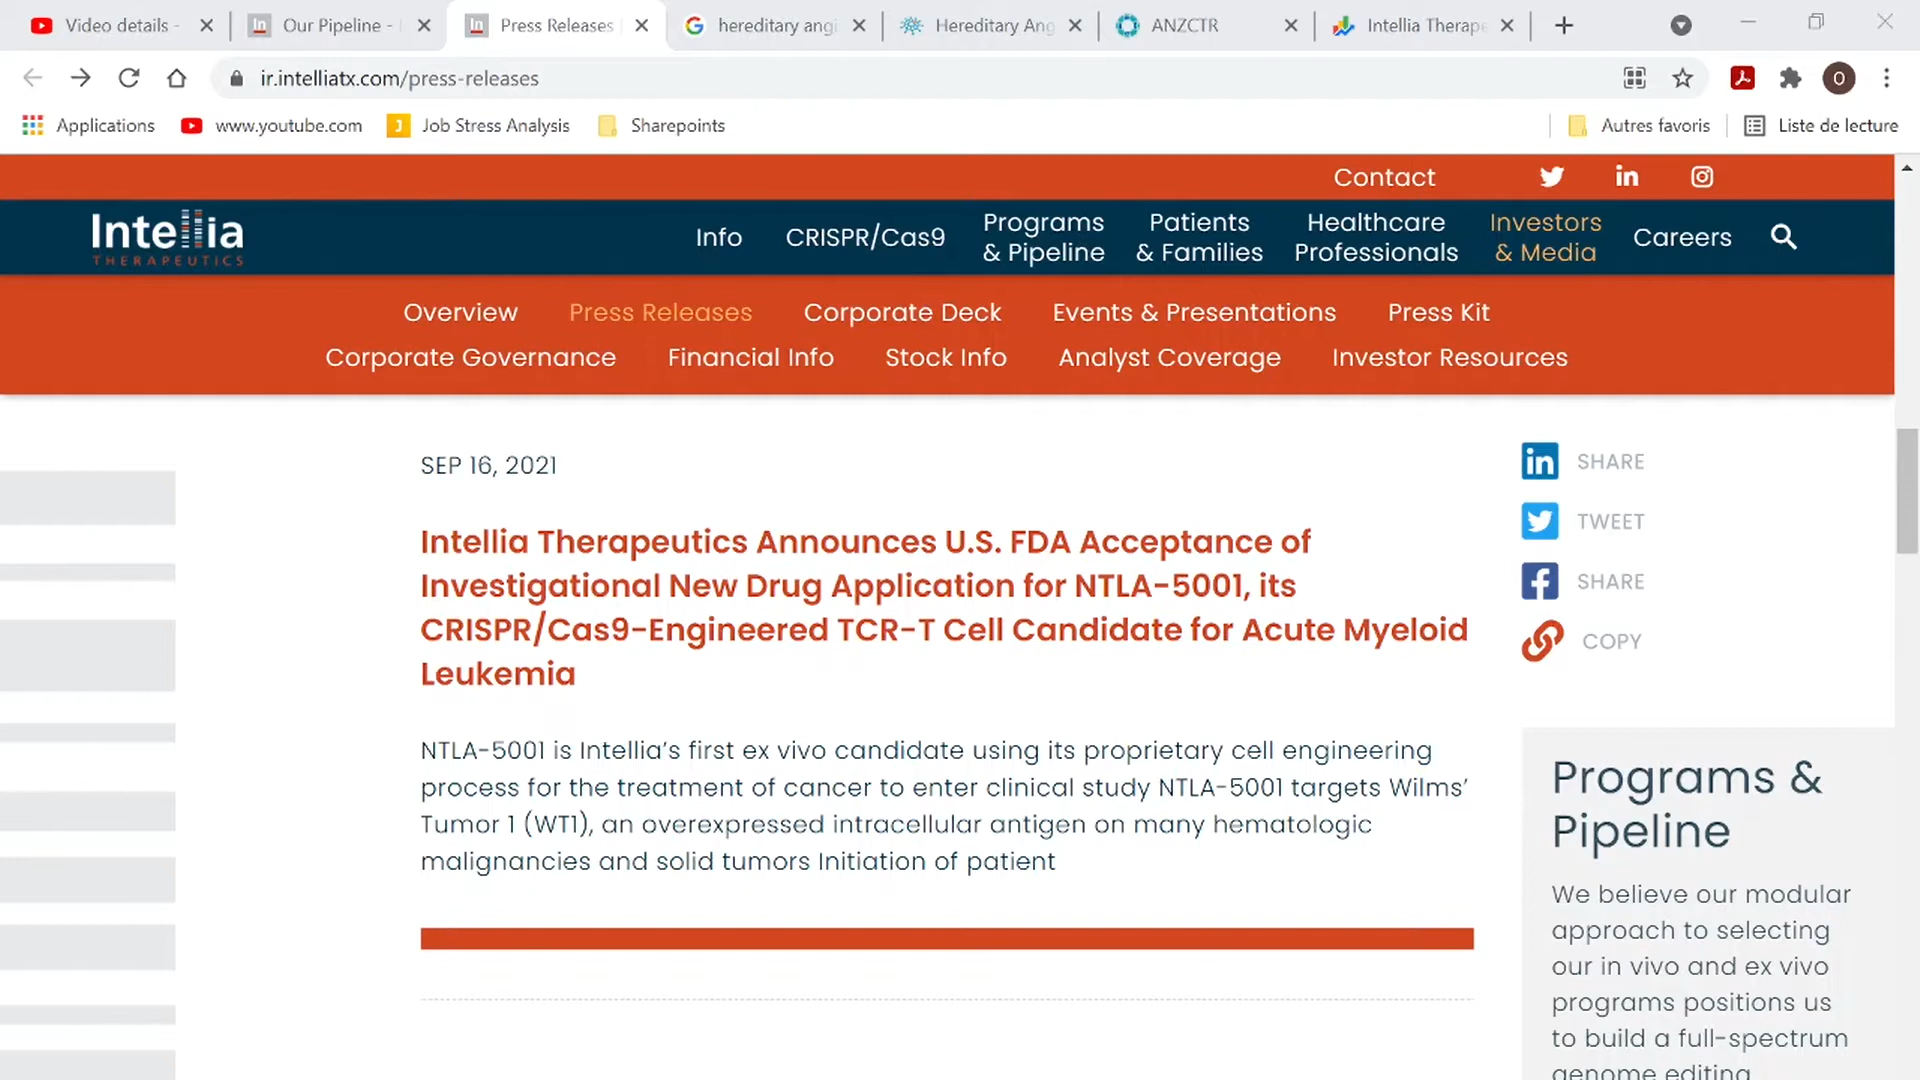 Video details -
Our Pipeline -
Press Releases
hereditary angi
Hereditary Ang
ANZCTR
Intellia Therape
ir.intelliatx.com/press-releases
O
Applications
www.youtube.com
J
Job Stress Analysis
Sharepoints
Autres favoris
Liste de lecture
Contact
Intellia
THERAPEUTICS
Info
CRISPR/Cas9
Programs
& Pipeline
Patients
& Families
Healthcare
Professionals
Investors
& Media
Careers
Overview
Press Releases
Corporate Deck
Events & Presentations
Press Kit
Corporate Governance
Financial Info
Stock Info
Analyst Coverage
Investor Resources
SEP 16, 2021
Intellia Therapeutics Announces U.S. FDA Acceptance of
Investigational New Drug Application for NTLA-5001, its
CRISPR/Cas9-Engineered TCR-T Cell Candidate for Acute Myeloid
Leukemia
NTLA-5001 is Intellia's first ex vivo candidate using its proprietary cell engineering
process for the treatment of cancer to enter clinical study NTLA-5001 targets Wilms'
Tumor 1 (WT1), an overexpressed intracellular antigen on many hematologic
malignancies and solid tumors Initiation of patient
SHARE
TWEET
SHARE
COPY
Programs &
Pipeline
We believe our modular
approach to selecting
our in vivo and ex vivo
programs positions us
to build a full-spectrum
genome editing